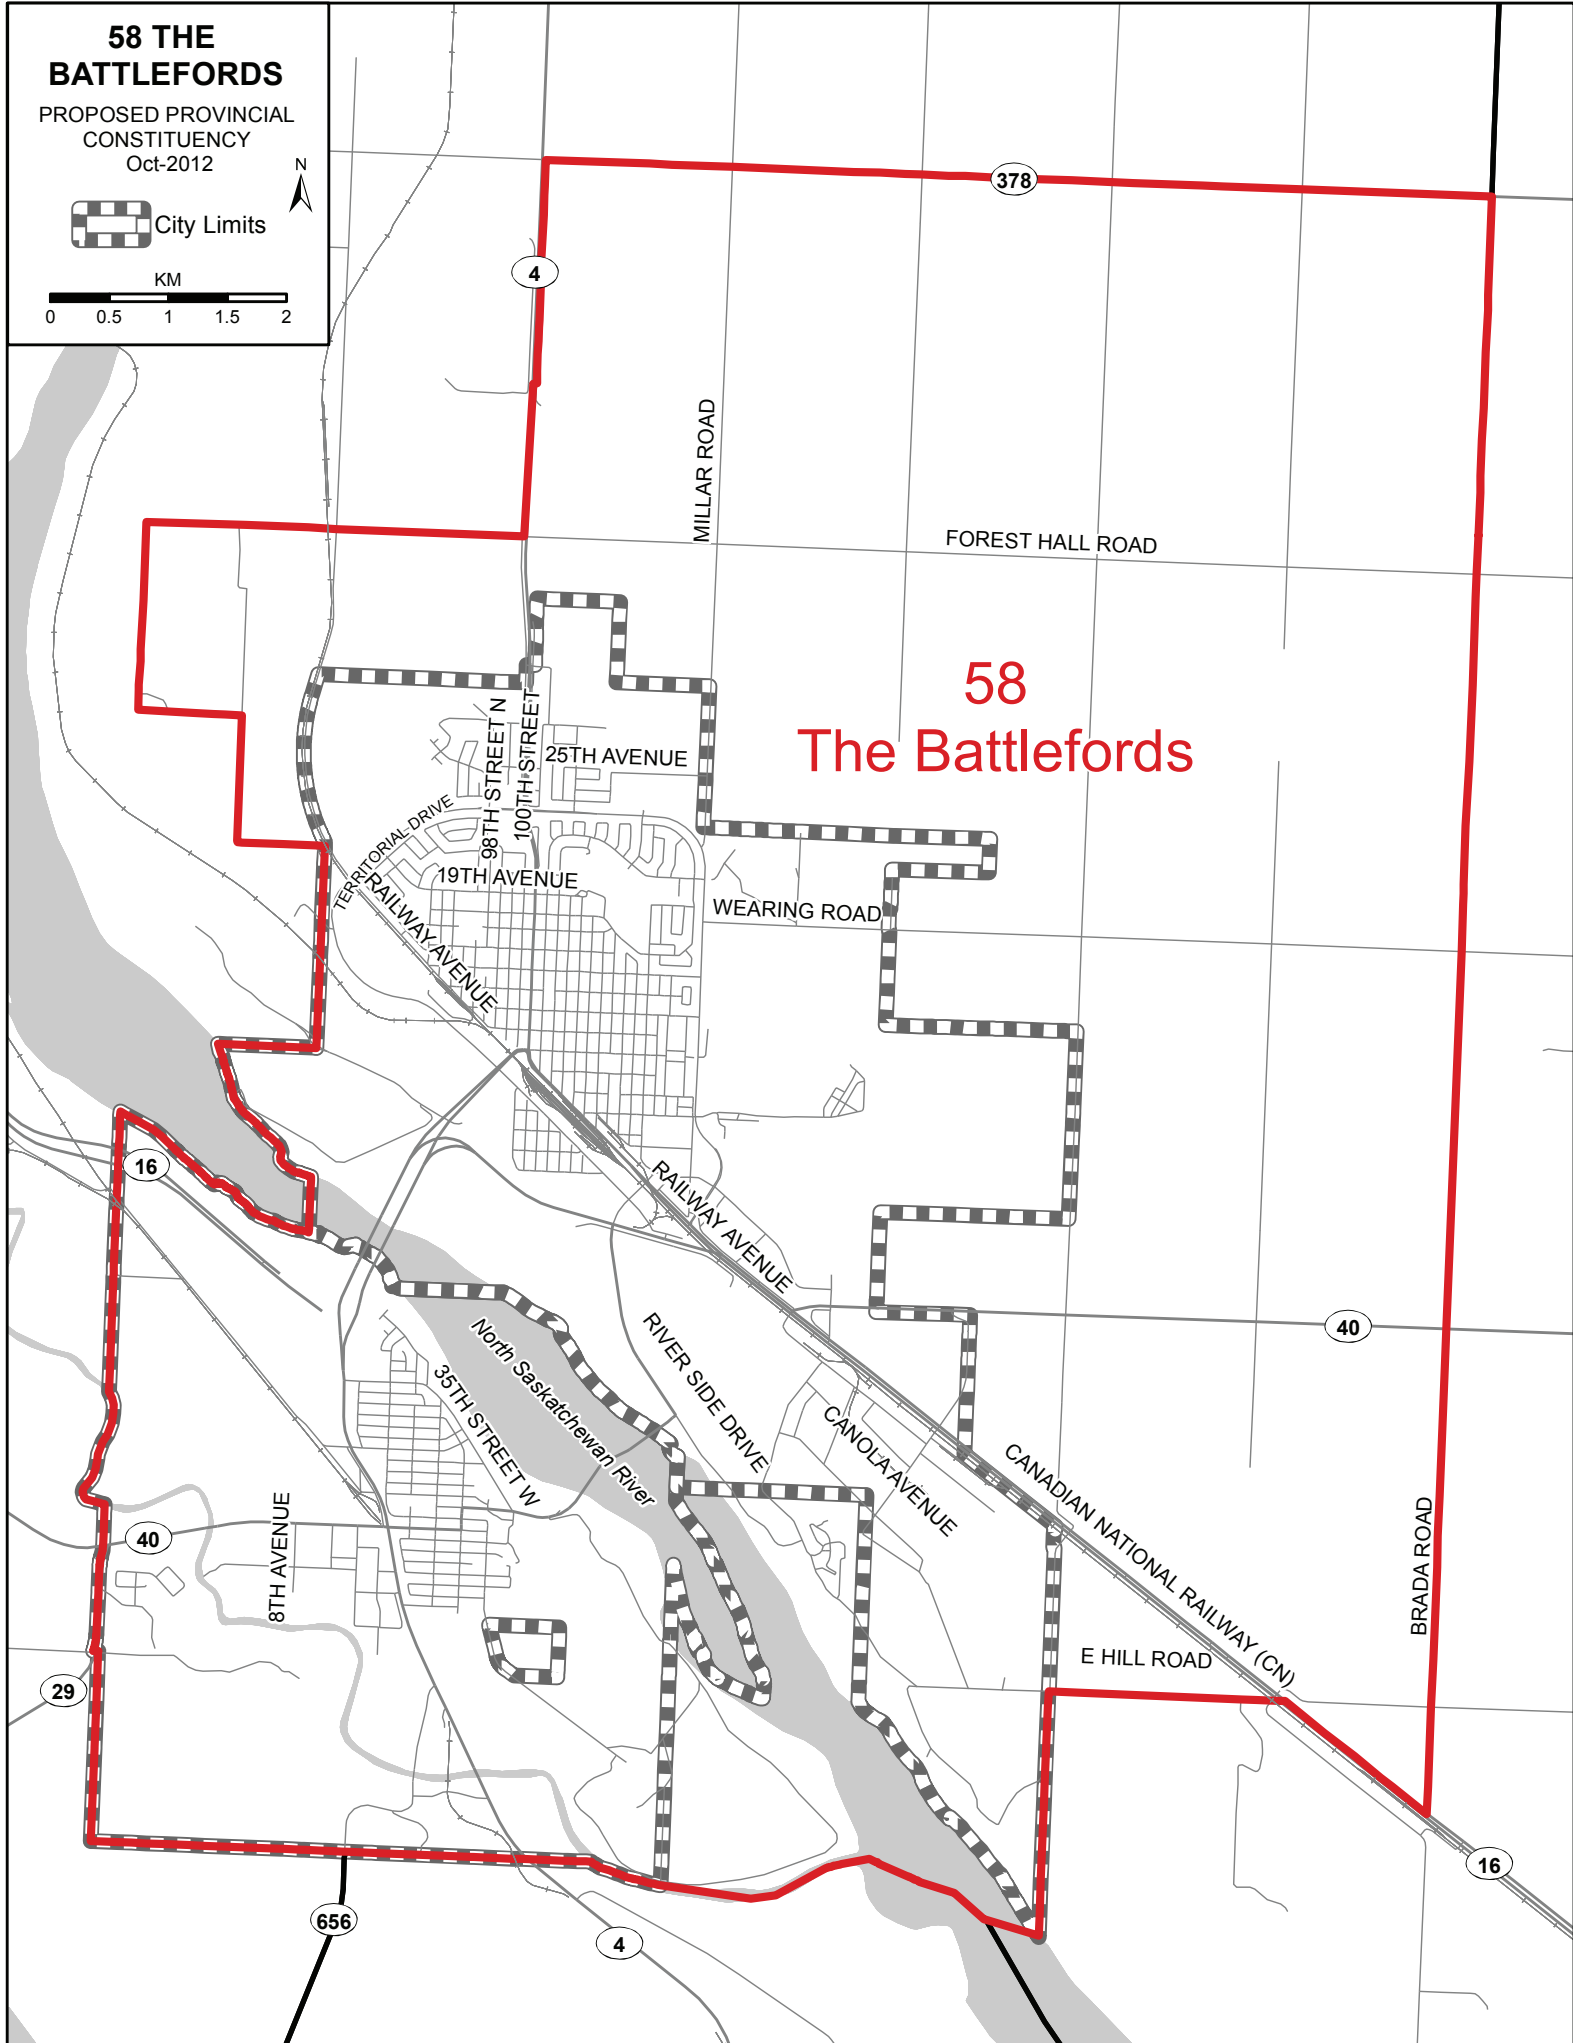 58 THE
BATTLEFORDS
PROPOSED PROVINCIAL
CONSTITUENCY
Oct-2012
N
City Limits
KM
0 0.5 1 1.5 2
378
4
MILLAR ROAD
FOREST HALL ROAD
58
The Battlefords
98TH STREET N
100TH STREET
25TH AVENUE
TERRITORIAL DRIVE
19TH AVENUE
RAILWAY AVENUE
WEARING ROAD
16
RAILWAY AVENUE
40
North Saskatchewan River
RIVER SIDE DRIVE
35TH STREET W
CANOLA AVENUE
CANADIAN NATIONAL RAILWAY (CN)
BRADA ROAD
40
8TH AVENUE
E HILL ROAD
29
16
656
4